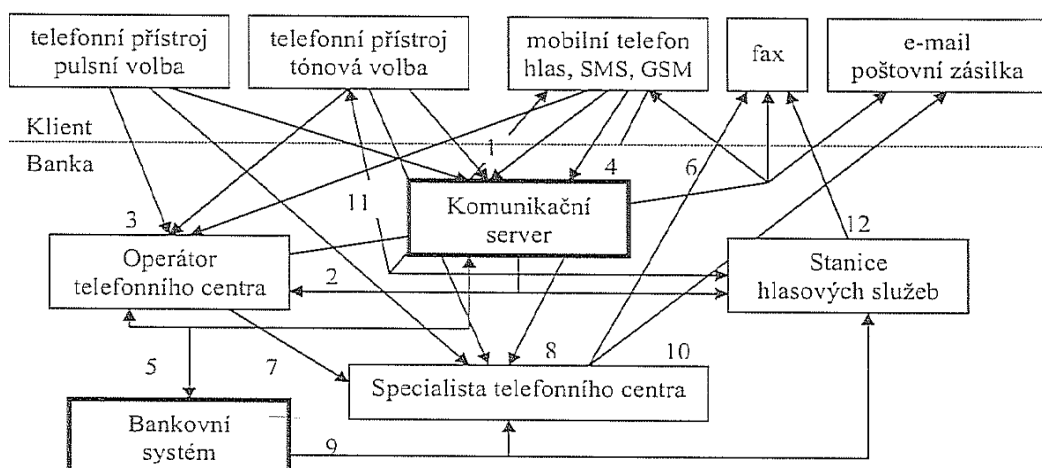 telefonní přístroj
pulsní volba
telefonní přístroj
tónová volba
mobilní telefon
hlas, SMS, GSM
fax
e-mail
poštovní zásilka
Klient
Banka
1
4
6
11
Komunikační
server
3
12
Operátor
telefonního centra
2
Stanice
hlasových služeb
5
7
8
10
Specialista telefonního centra
Bankovní
systém
9